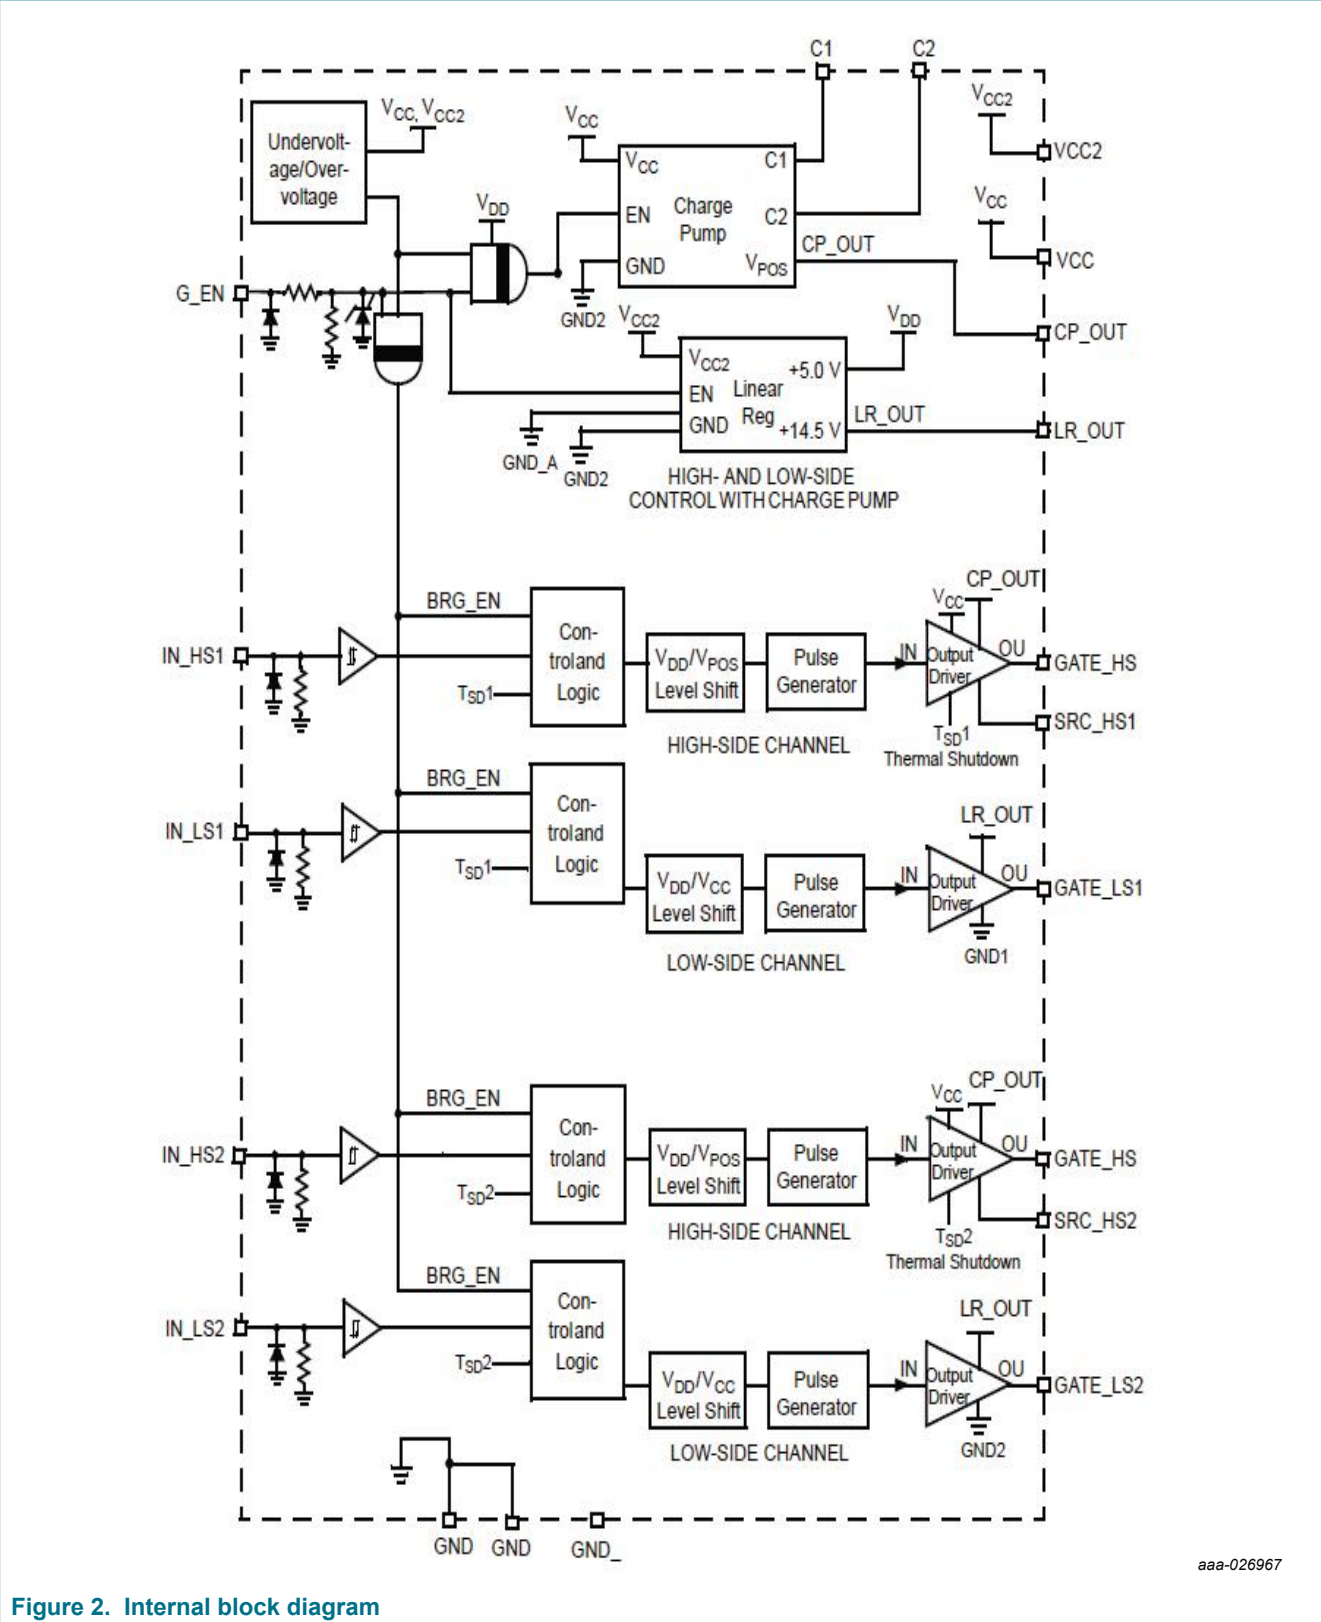 C1
C2
VCC, VCC2
Undervolt-
age/Over-
voltage
VCC
VCC2
VCC2
VCC
C1
VDD
EN
Charge
Pump
C2
VCC
CP_OUT
GND
VPOS
VCC
G_EN
GND2
VCC2
VDD
CP_OUT
VCC2
+5.0 V
EN
Linear
Reg
GND
+14.5 V
LR_OUT
LR_OUT
GND_A
GND2
HIGH- AND LOW-SIDE
CONTROL WITH CHARGE PUMP
BRG_EN
IN_HS1
TSD1
Con-
troland
Logic
VDD/VPOS
Level Shift
Pulse
Generator
HIGH-SIDE CHANNEL
CP_OUT
VCC
IN
Output
Driver
OU
GATE_HS
SRC_HS1
TSD1
Thermal Shutdown
BRG_EN
IN_LS1
TSD1
Con-
troland
Logic
VDD/VCC
Level Shift
Pulse
Generator
LOW-SIDE CHANNEL
LR_OUT
IN
Output
Driver
OU
GATE_LS1
GND1
BRG_EN
IN_HS2
TSD2
Con-
troland
Logic
VDD/VPOS
Level Shift
Pulse
Generator
HIGH-SIDE CHANNEL
CP_OUT
VCC
IN
Output
Driver
OU
GATE_HS
SRC_HS2
TSD2
Thermal Shutdown
BRG_EN
IN_LS2
TSD2
Con-
troland
Logic
VDD/VCC
Level Shift
Pulse
Generator
LOW-SIDE CHANNEL
LR_OUT
IN
Output
Driver
OU
GATE_LS2
GND2
GND
GND
GND_
aaa-026967
Figure 2. Internal block diagram